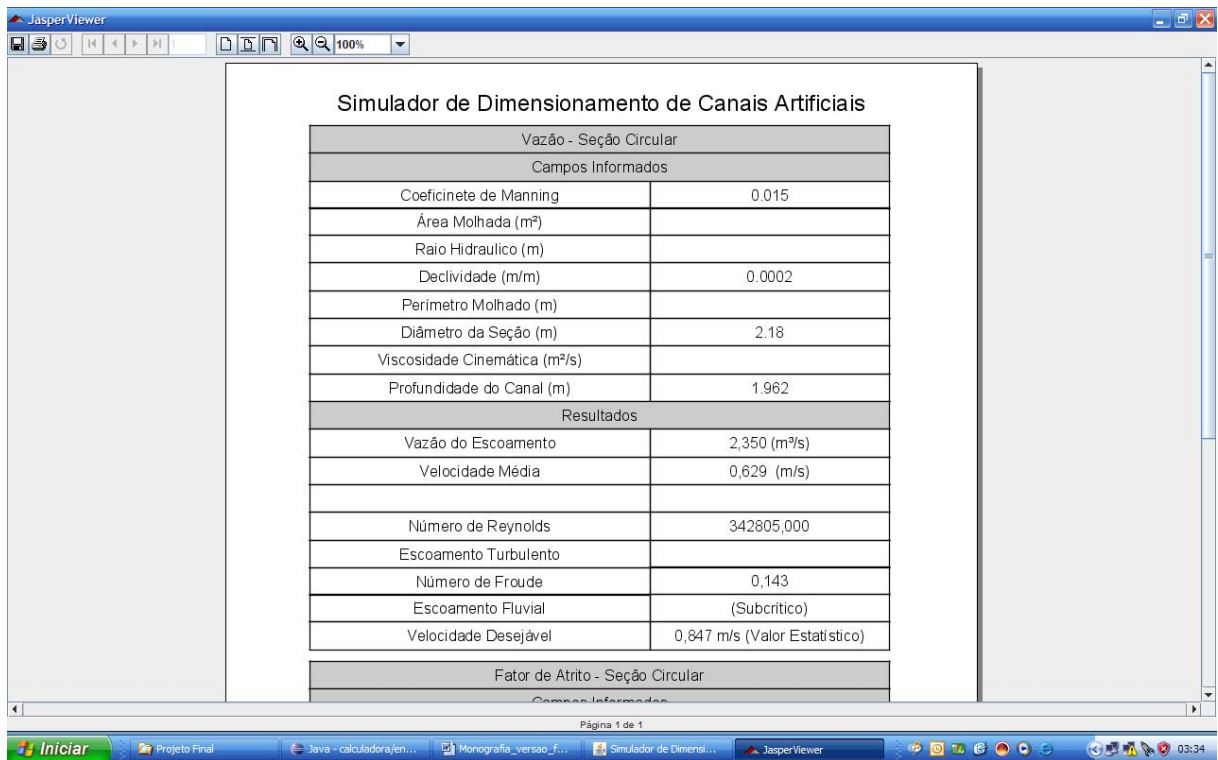 JasperViewer
1
100%
Simulador de Dimensionamento de Canais Artificiais
Vazão - Seção Circular
Campos Informados
Coeficinete de Manning 0.015
Área Molhada (m²)
Raio Hidraulico (m)
Declividade (m/m) 0.0002
Perímetro Molhado (m)
Diâmetro da Seção (m) 2.18
Viscosidade Cinemática (m²/s)
Profundidade do Canal (m) 1.962
Resultados
Vazão do Escoamento 2,350 (m³/s)
Velocidade Média 0,629 (m/s)
Número de Reynolds 342805,000
Escoamento Turbulento
Número de Froude 0,143
Escoamento Fluvial (Subcrítico)
Velocidade Desejável 0,847 m/s (Valor Estatístico)
Fator de Atrito - Seção Circular
Campos Informados
Página 1 de 1
Iniciar Projeto Final Java - calculadora/en... Monografia_versao_f... Simulador de Dimensi... JasperViewer 03:34